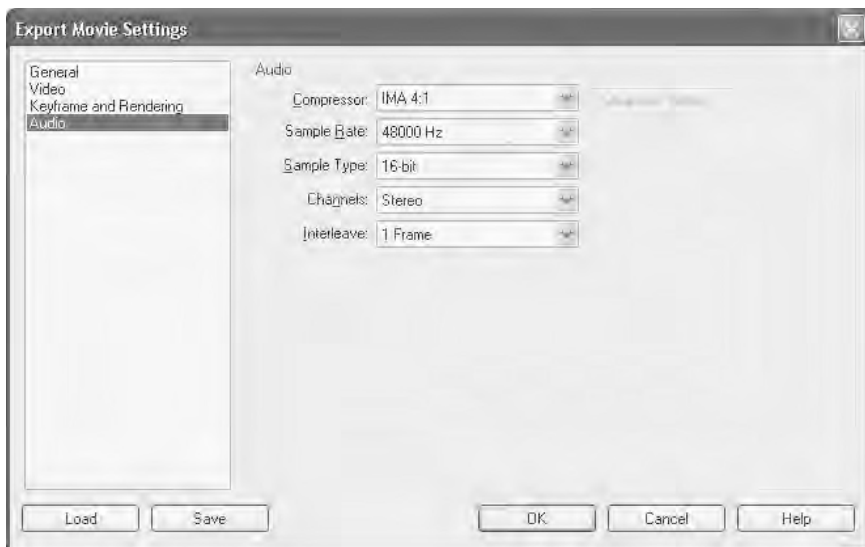 Export Movie Settings
General
Video
Keyframe and Rendering
Audio
Audio
Compressor: IMA 4:1
Sample Rate: 48000 Hz
Sample Type: 16-bit
Channels: Stereo
Interleave: 1 Frame
Load
Save
OK
Cancel
Help